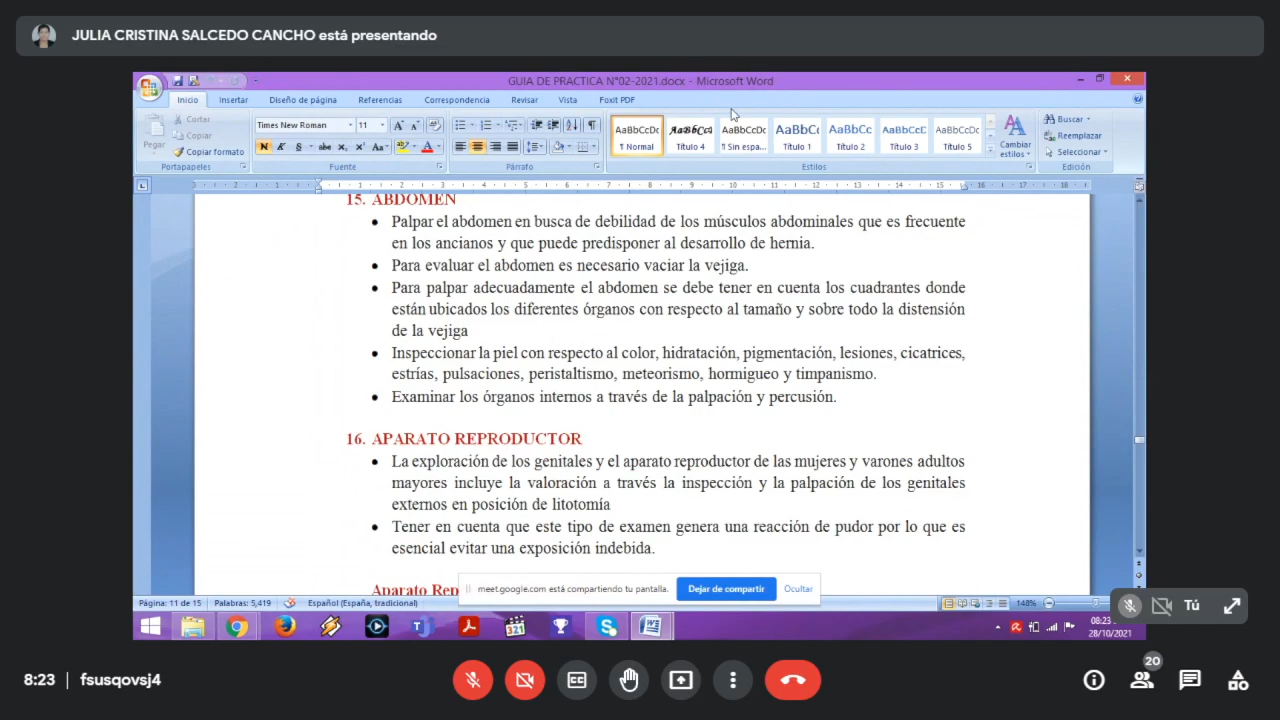 JULIA CRISTINA SALCEDO CANCHO está presentando
GUIA DE PRACTICA N°02-2021.docx - Microsoft Word
Inicio Insertar Diseño de página Referencias Correspondencia Revisar Vista Foxit PDF
Pegar
Cortar
Copiar
Copiar formato
Portapapeles
Times New Roman 11
Fuente
Párrafo
AaBbCcDc AaBbCcI AaBbCcDc AaBbCc AaBbCc AaBbCcD AaBbCcDc
¶ Normal Título 4 ¶ Sin espa... Título 1 Título 2 Título 3 Título 5
Estilos
Cambiar
estilos
Buscar
Reemplazar
Seleccionar
Edición
15. ABDOMEN
• Palpar el abdomen en busca de debilidad de los músculos abdominales que es frecuente
en los ancianos y que puede predisponer al desarrollo de hernia.
• Para evaluar el abdomen es necesario vaciar la vejiga.
• Para palpar adecuadamente el abdomen se debe tener en cuenta los cuadrantes donde
están ubicados los diferentes órganos con respecto al tamaño y sobre todo la distensión
de la vejiga
• Inspeccionar la piel con respecto al color, hidratación, pigmentación, lesiones, cicatrices,
estrías, pulsaciones, peristaltismo, meteorismo, hormigueo y timpanismo.
• Examinar los órganos internos a través de la palpación y percusión.
16. APARATO REPRODUCTOR
• La exploración de los genitales y el aparato reproductor de las mujeres y varones adultos
mayores incluye la valoración a través la inspección y la palpación de los genitales
externos en posición de litotomía
• Tener en cuenta que este tipo de examen genera una reacción de pudor por lo que es
esencial evitar una exposición indebida.
Aparato Rep
meet.google.com está compartiendo tu pantalla. Dejar de compartir Ocultar
Página: 11 de 15 Palabras: 5,419 Español (España, tradicional) 148%
Tú
08:23
28/10/2021
8:23 | fsusqovsj4
20